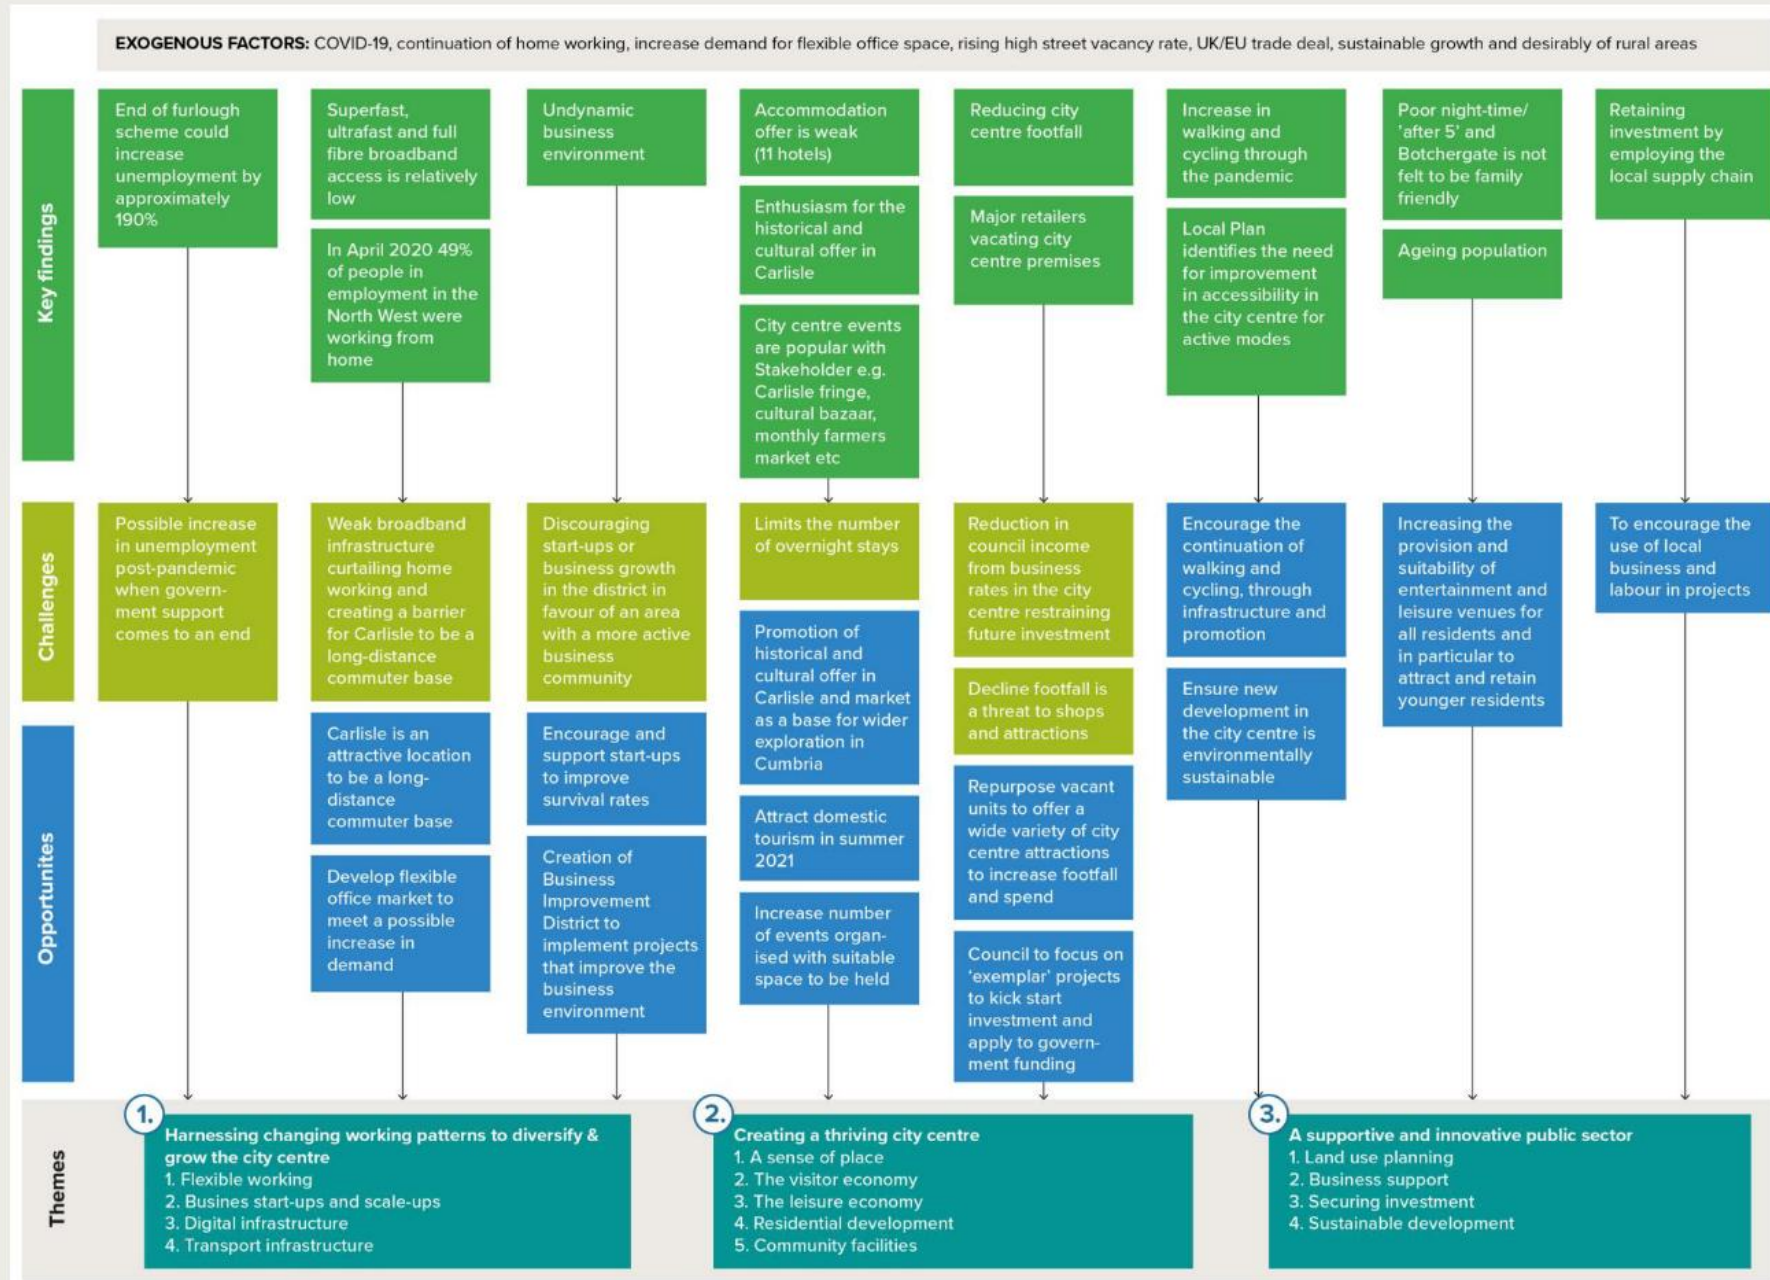 EXOGENOUS FACTORS: COVID-19, continuation of home working, increase demand for flexible office space, rising high street vacancy rate, UK/EU trade deal, sustainable growth and desirably of rural areas
Key findings
End of furlough
scheme could
increase
unemployment by
approximately
190%
Superfast,
ultrafast and full
fibre broadband
access is relatively
low
In April 2020 49%
of people in
employment in the
North West were
working from
home
Undynamic
business
environment
Accommodation
offer is weak
(11 hotels)
Enthusiasm for the
historical and
cultural offer in
Carlisle
City centre events
are popular with
Stakeholder e.g.
Carlisle fringe,
cultural bazaar,
monthly farmers
market etc
Reducing city
centre footfall
Major retailers
vacating city
centre premises
Increase in
walking and
cycling through
the pandemic
Local Plan
identifies the need
for improvement
in accessibility in
the city centre for
active modes
Poor night-time/
'after 5' and
Botchergate is not
felt to be family
friendly
Ageing population
Retaining
investment by
employing the
local supply chain
Challenges
Possible increase
in unemployment
post-pandemic
when govern-
ment support
comes to an end
Weak broadband
infrastructure
curtailing home
working and
creating a barrier
for Carlisle to be a
long-distance
commuter base
Discouraging
start-ups or
business growth
in the district in
favour of an area
with a more active
business
community
Limits the number
of overnight stays
Reduction in
council income
from business
rates in the city
centre restraining
future investment
Decline footfall is
a threat to shops
and attractions
Opportunites
Carlisle is an
attractive location
to be a long-
distance
commuter base
Develop flexible
office market to
meet a possible
increase in
demand
Encourage and
support start-ups
to improve
survival rates
Creation of
Business
Improvement
District to
implement projects
that improve the
business
environment
Promotion of
historical and
cultural offer in
Carlisle and market
as a base for wider
exploration in
Cumbria
Attract domestic
tourism in summer
2021
Increase number
of events organ-
ised with suitable
space to be held
Repurpose vacant
units to offer a
wide variety of city
centre attractions
to increase footfall
and spend
Council to focus on
'exemplar' projects
to kick start
investment and
apply to govern-
ment funding
Encourage the
continuation of
walking and
cycling, through
infrastructure and
promotion
Ensure new
development in
the city centre is
environmentally
sustainable
Increasing the
provision and
suitability of
entertainment and
leisure venues for
all residents and
in particular to
attract and retain
younger residents
To encourage the
use of local
business and
labour in projects
Themes
1.
Harnessing changing working patterns to diversify &
grow the city centre
1. Flexible working
2. Busines start-ups and scale-ups
3. Digital infrastructure
4. Transport infrastructure
2.
Creating a thriving city centre
1. A sense of place
2. The visitor economy
3. The leisure economy
4. Residential development
5. Community facilities
3.
A supportive and innovative public sector
1. Land use planning
2. Business support
3. Securing investment
4. Sustainable development